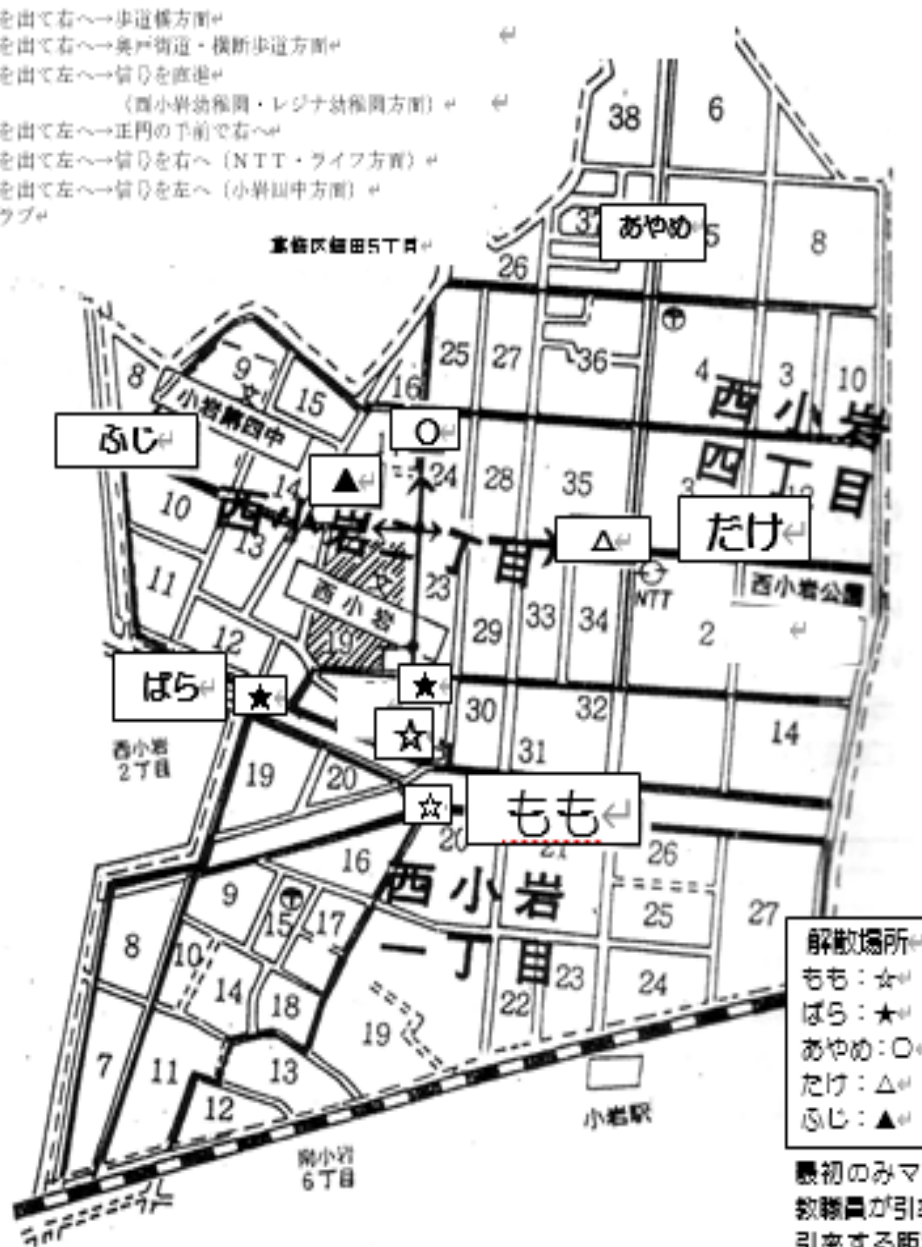 を出て右へ→歩道橋方面
を出て右へ→奥戸街道・横断歩道方面
を出て左へ→信号を直進
（西小岩幼稚園・レジナ幼稚園方面）
を出て左へ→正門の手前で右へ
を出て左へ→信号を右へ（NTT・ライフ方面）
を出て左へ→信号を左へ（小岩四中方面）
ラブ
葛飾区細田5丁目
38
6
37
あやめ
5
8
26
25
27
36
4
3
10
8
9
文
15
16
小岩第四中
西小岩
四丁目
ふじ
○
▲
14
24
28
35
3
10
13
西小岩
丁目
△
だけ
NTT
西小岩公園
11
文
西小岩
19
23
29
33
34
2
12
ばら
★
★
☆
30
32
31
14
西小岩
2丁目
19
20
☆
もも
20
21
26
16
西小岩
一丁目
9
15
17
25
27
8
10
14
18
19
22
23
24
7
11
13
12
小岩駅
南小岩
6丁目
解散場所
もも：☆
ばら：★
あやめ：○
だけ：△
ふじ：▲
最初のみマ
教職員が引率
引率する距